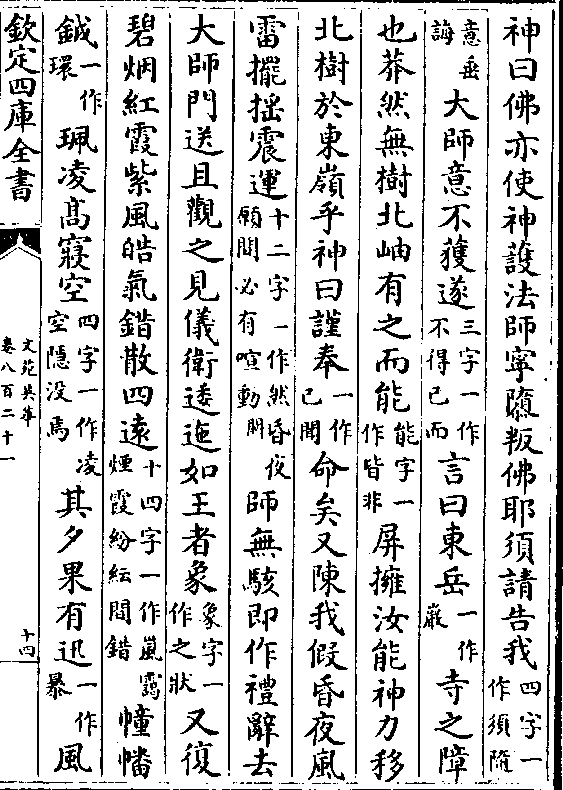 神曰佛亦使神護法師寧隳叛佛耶須請告我四字一作須隨
意垂誨大師意不獲遂三字一作不得已而言曰東岳一作巖寺之障
也莽然無樹北岫有之而能能字一作皆非屏擁汝能神力移
北樹於東嶺乎神曰謹奉一作已聞命矣又陳我假昏夜風
雷擺搖震運十二字一作然昏夜願聞必有喧動開師無駭即作禮辭去
大師門送且觀之見儀衛逶迤如王者象象字一作之狀又復
碧烟紅霞紫風皓氣錯散四遠十四字一作嵐靄煙霞紛紜間錯幢幡
鉞一作環珮凌高寢空四字一作凌空隱没焉其夕果有迅一作暴風
欽定四庫全書
文苑英華
卷八百二十一
十四